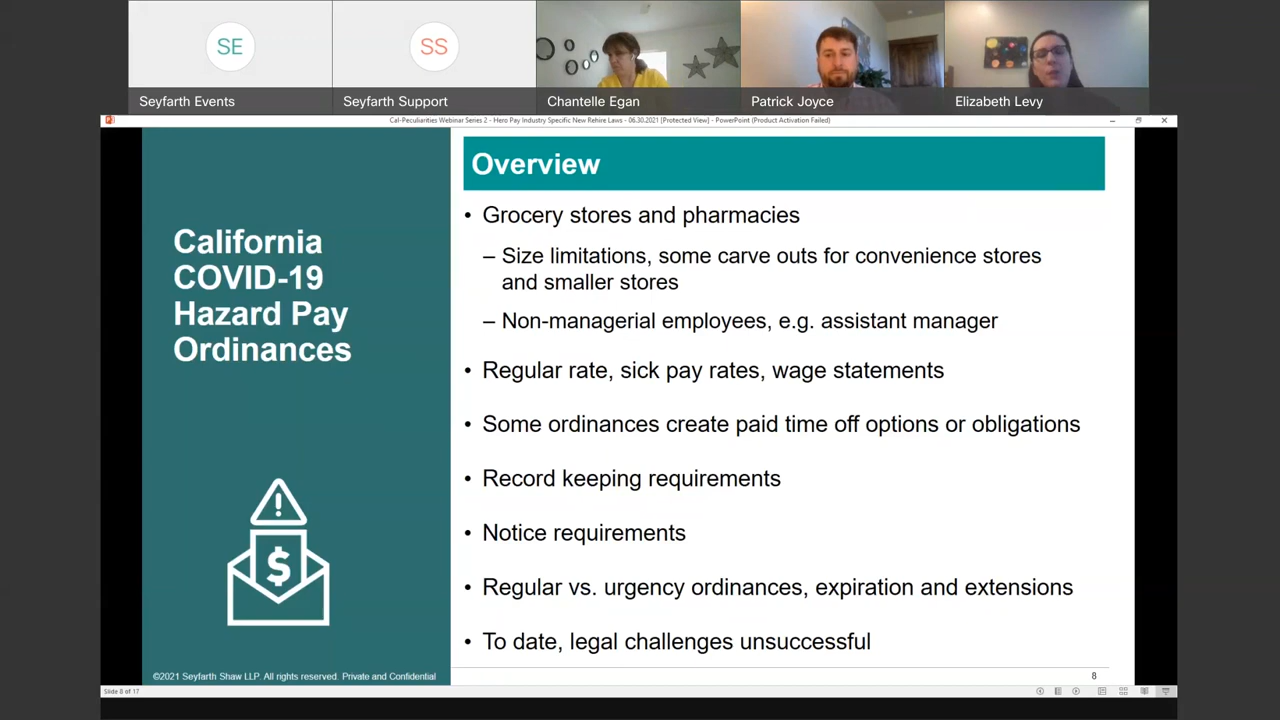 SE
SS
Seyfarth Events
Seyfarth Support
Chantelle Egan
Patrick Joyce
Elizabeth Levy
Cal-Peculiarities Webinar Series 2 - Hero Pay Industry Specific New Rehire Laws - 06.30.2021 [Protected View] - PowerPoint (Product Activation Failed)
California
COVID-19
Hazard Pay
Ordinances
!
$
©2021 Seyfarth Shaw LLP. All rights reserved. Private and Confidential
Overview
• Grocery stores and pharmacies
– Size limitations, some carve outs for convenience stores
and smaller stores
– Non-managerial employees, e.g. assistant manager
• Regular rate, sick pay rates, wage statements
• Some ordinances create paid time off options or obligations
• Record keeping requirements
• Notice requirements
• Regular vs. urgency ordinances, expiration and extensions
• To date, legal challenges unsuccessful
8
Slide 8 of 17